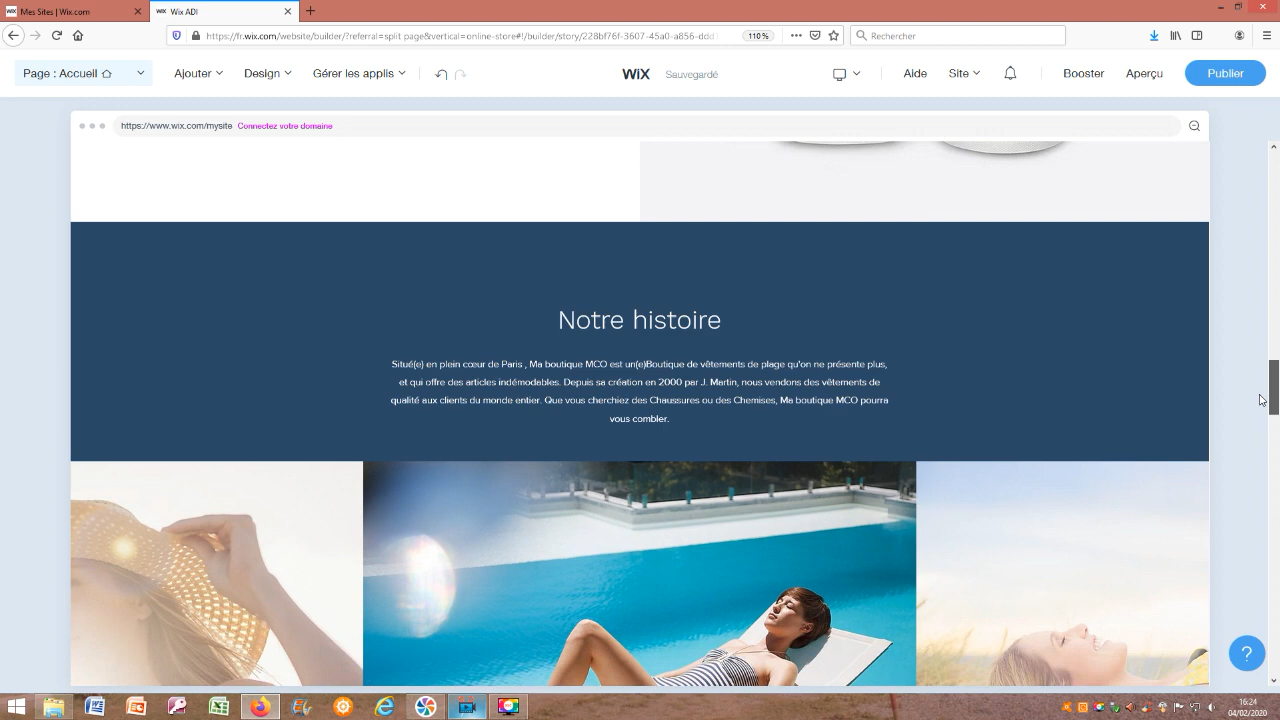 Mes Sites | Wix.com
Wix ADI
https://fr.wix.com/website/builder/?referral=split page&vertical=online-store#!/builder/story/228bf76f-3607-45a0-a856-ddd1
110 %
Rechercher
Page : Accueil
Ajouter
Design
Gérer les applis
WiX
Sauvegardé
Aide
Site
Booster
Aperçu
Publier
https://www.wix.com/mysite Connectez votre domaine
Notre histoire
Situé(e) en plein cœur de Paris , Ma boutique MCO est un(e)Boutique de vêtements de plage qu'on ne présente plus,
et qui offre des articles indémodables. Depuis sa création en 2000 par J. Martin, nous vendons des vêtements de
qualité aux clients du monde entier. Que vous cherchiez des Chaussures ou des Chemises, Ma boutique MCO pourra
vous combler.
?
16:24
04/02/2020